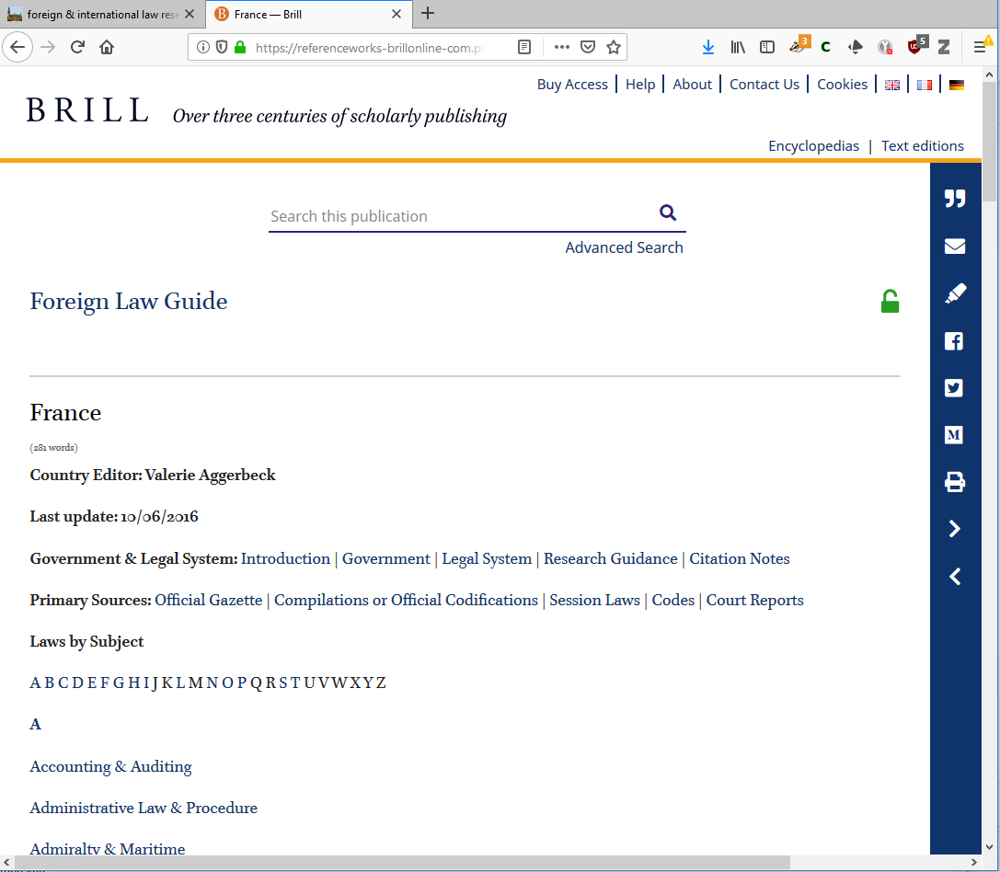 foreign & international law rese
France — Brill
https://referenceworks-brillonline-com.pr
3
C
5
Z
Buy Access | Help | About | Contact Us | Cookies
BRILL Over three centuries of scholarly publishing
Encyclopedias | Text editions
Search this publication
Advanced Search
Foreign Law Guide
France
(281 words)
Country Editor: Valerie Aggerbeck
Last update: 10/06/2016
Government & Legal System: Introduction | Government | Legal System | Research Guidance | Citation Notes
Primary Sources: Official Gazette | Compilations or Official Codifications | Session Laws | Codes | Court Reports
Laws by Subject
A B C D E F G H I J K L M N O P Q R S T U V W X Y Z
A
Accounting & Auditing
Administrative Law & Procedure
Admiralty & Maritime